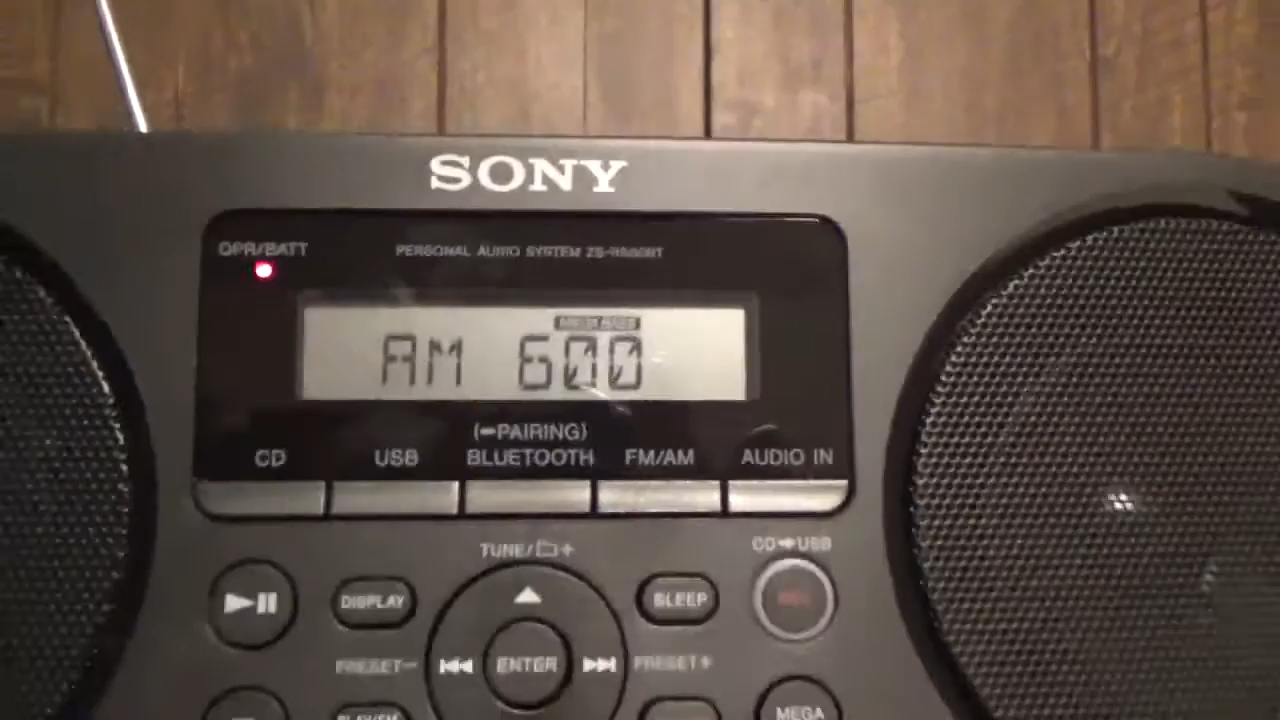 SONY
OPR/BATT
PERSONAL AUDIO SYSTEM
AM 600
(PAIRING)
CD USB BLUETOOTH FM/AM AUDIO IN
TUNE/ +
CD USB
DISPLAY
SLEEP
PRESET−
ENTER
PRESET+
MEGA